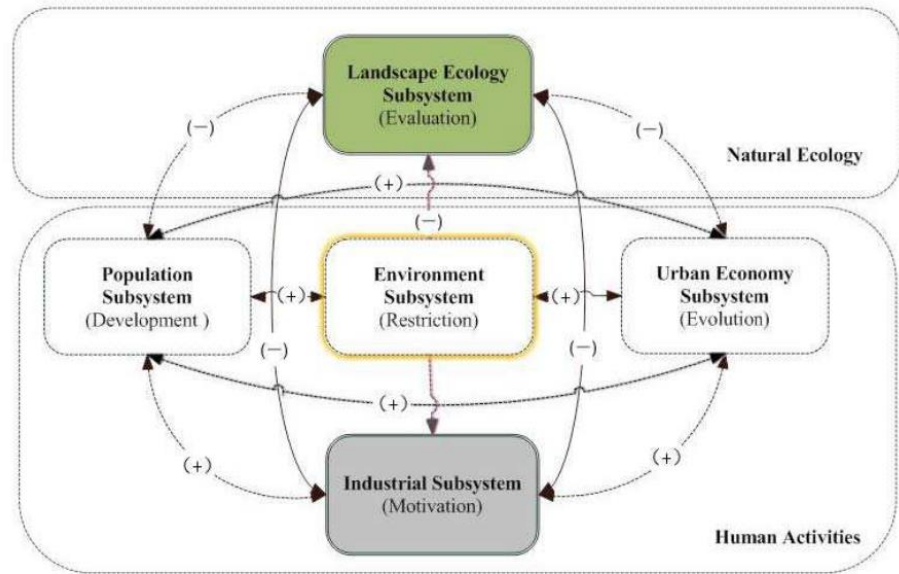 Landscape Ecology
Subsystem
(Evaluation)
(−)
(−)
Natural Ecology
(+)
(−)
Population
Subsystem
(Development )
(+)
Environment
Subsystem
(Restriction)
(+)
Urban Economy
Subsystem
(Evolution)
(−)
(−)
(+)
(+)
(+)
Industrial Subsystem
(Motivation)
Human Activities